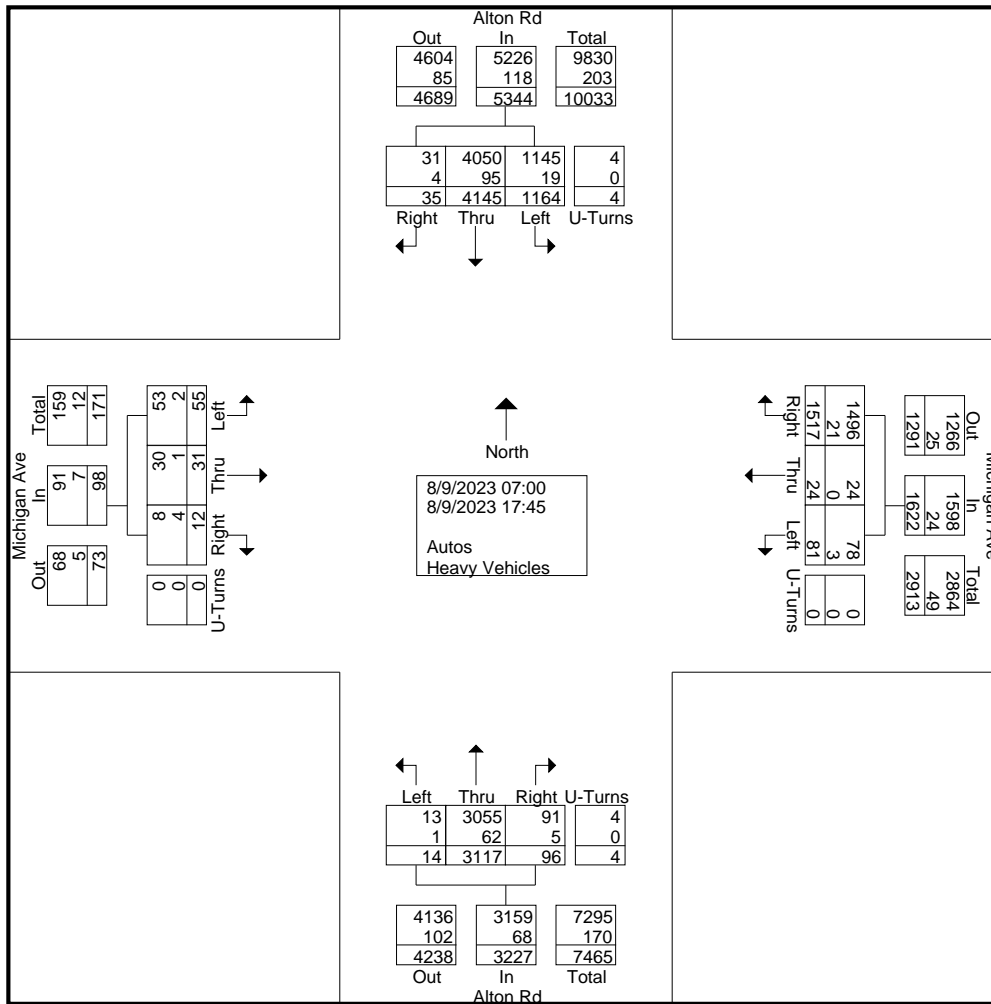 Alton Rd
Out In Total
4604 5226 9830
85 118 203
4689 5344 10033
31 4050 1145 4
4 95 19 0
35 4145 1164 4
Right Thru Left U-Turns
Michigan Ave
Total In Out
159 91 68
12 7 5
171 98 73
Left Thru Right U-Turns
53 30 8 0
2 1 4 0
55 31 12 0
North
8/9/2023 07:00
8/9/2023 17:45
Autos
Heavy Vehicles
Right Thru Left U-Turns
1496 24 78 0
21 0 3 0
1517 24 81 0
Out In Total
1266 1598 2864
25 24 49
1291 1622 2913
Michigan Ave
Left Thru Right U-Turns
13 3055 91 4
1 62 5 0
14 3117 96 4
4136 3159 7295
102 68 170
4238 3227 7465
Out In Total
Alton Rd